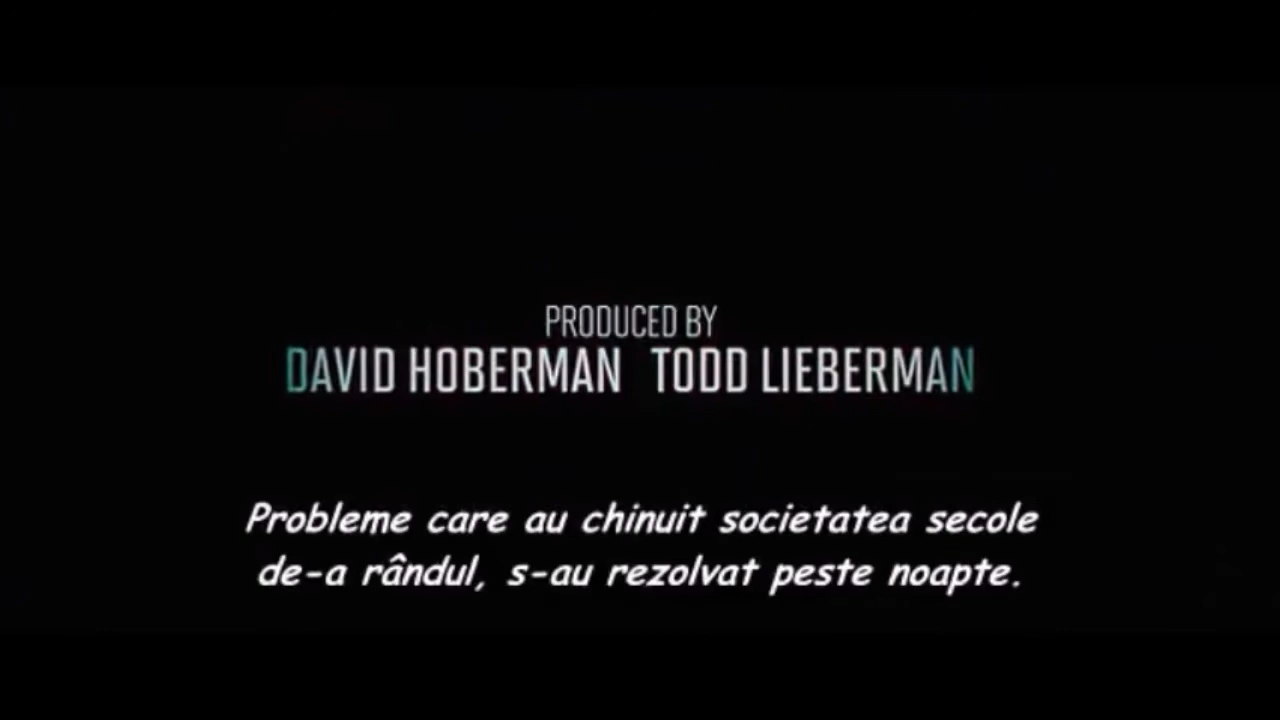 PRODUCED BY
DAVID HOBERMAN TODD LIEBERMAN
Probleme care au chinuit societatea secole
de-a rândul, s-au rezolvat peste noapte.